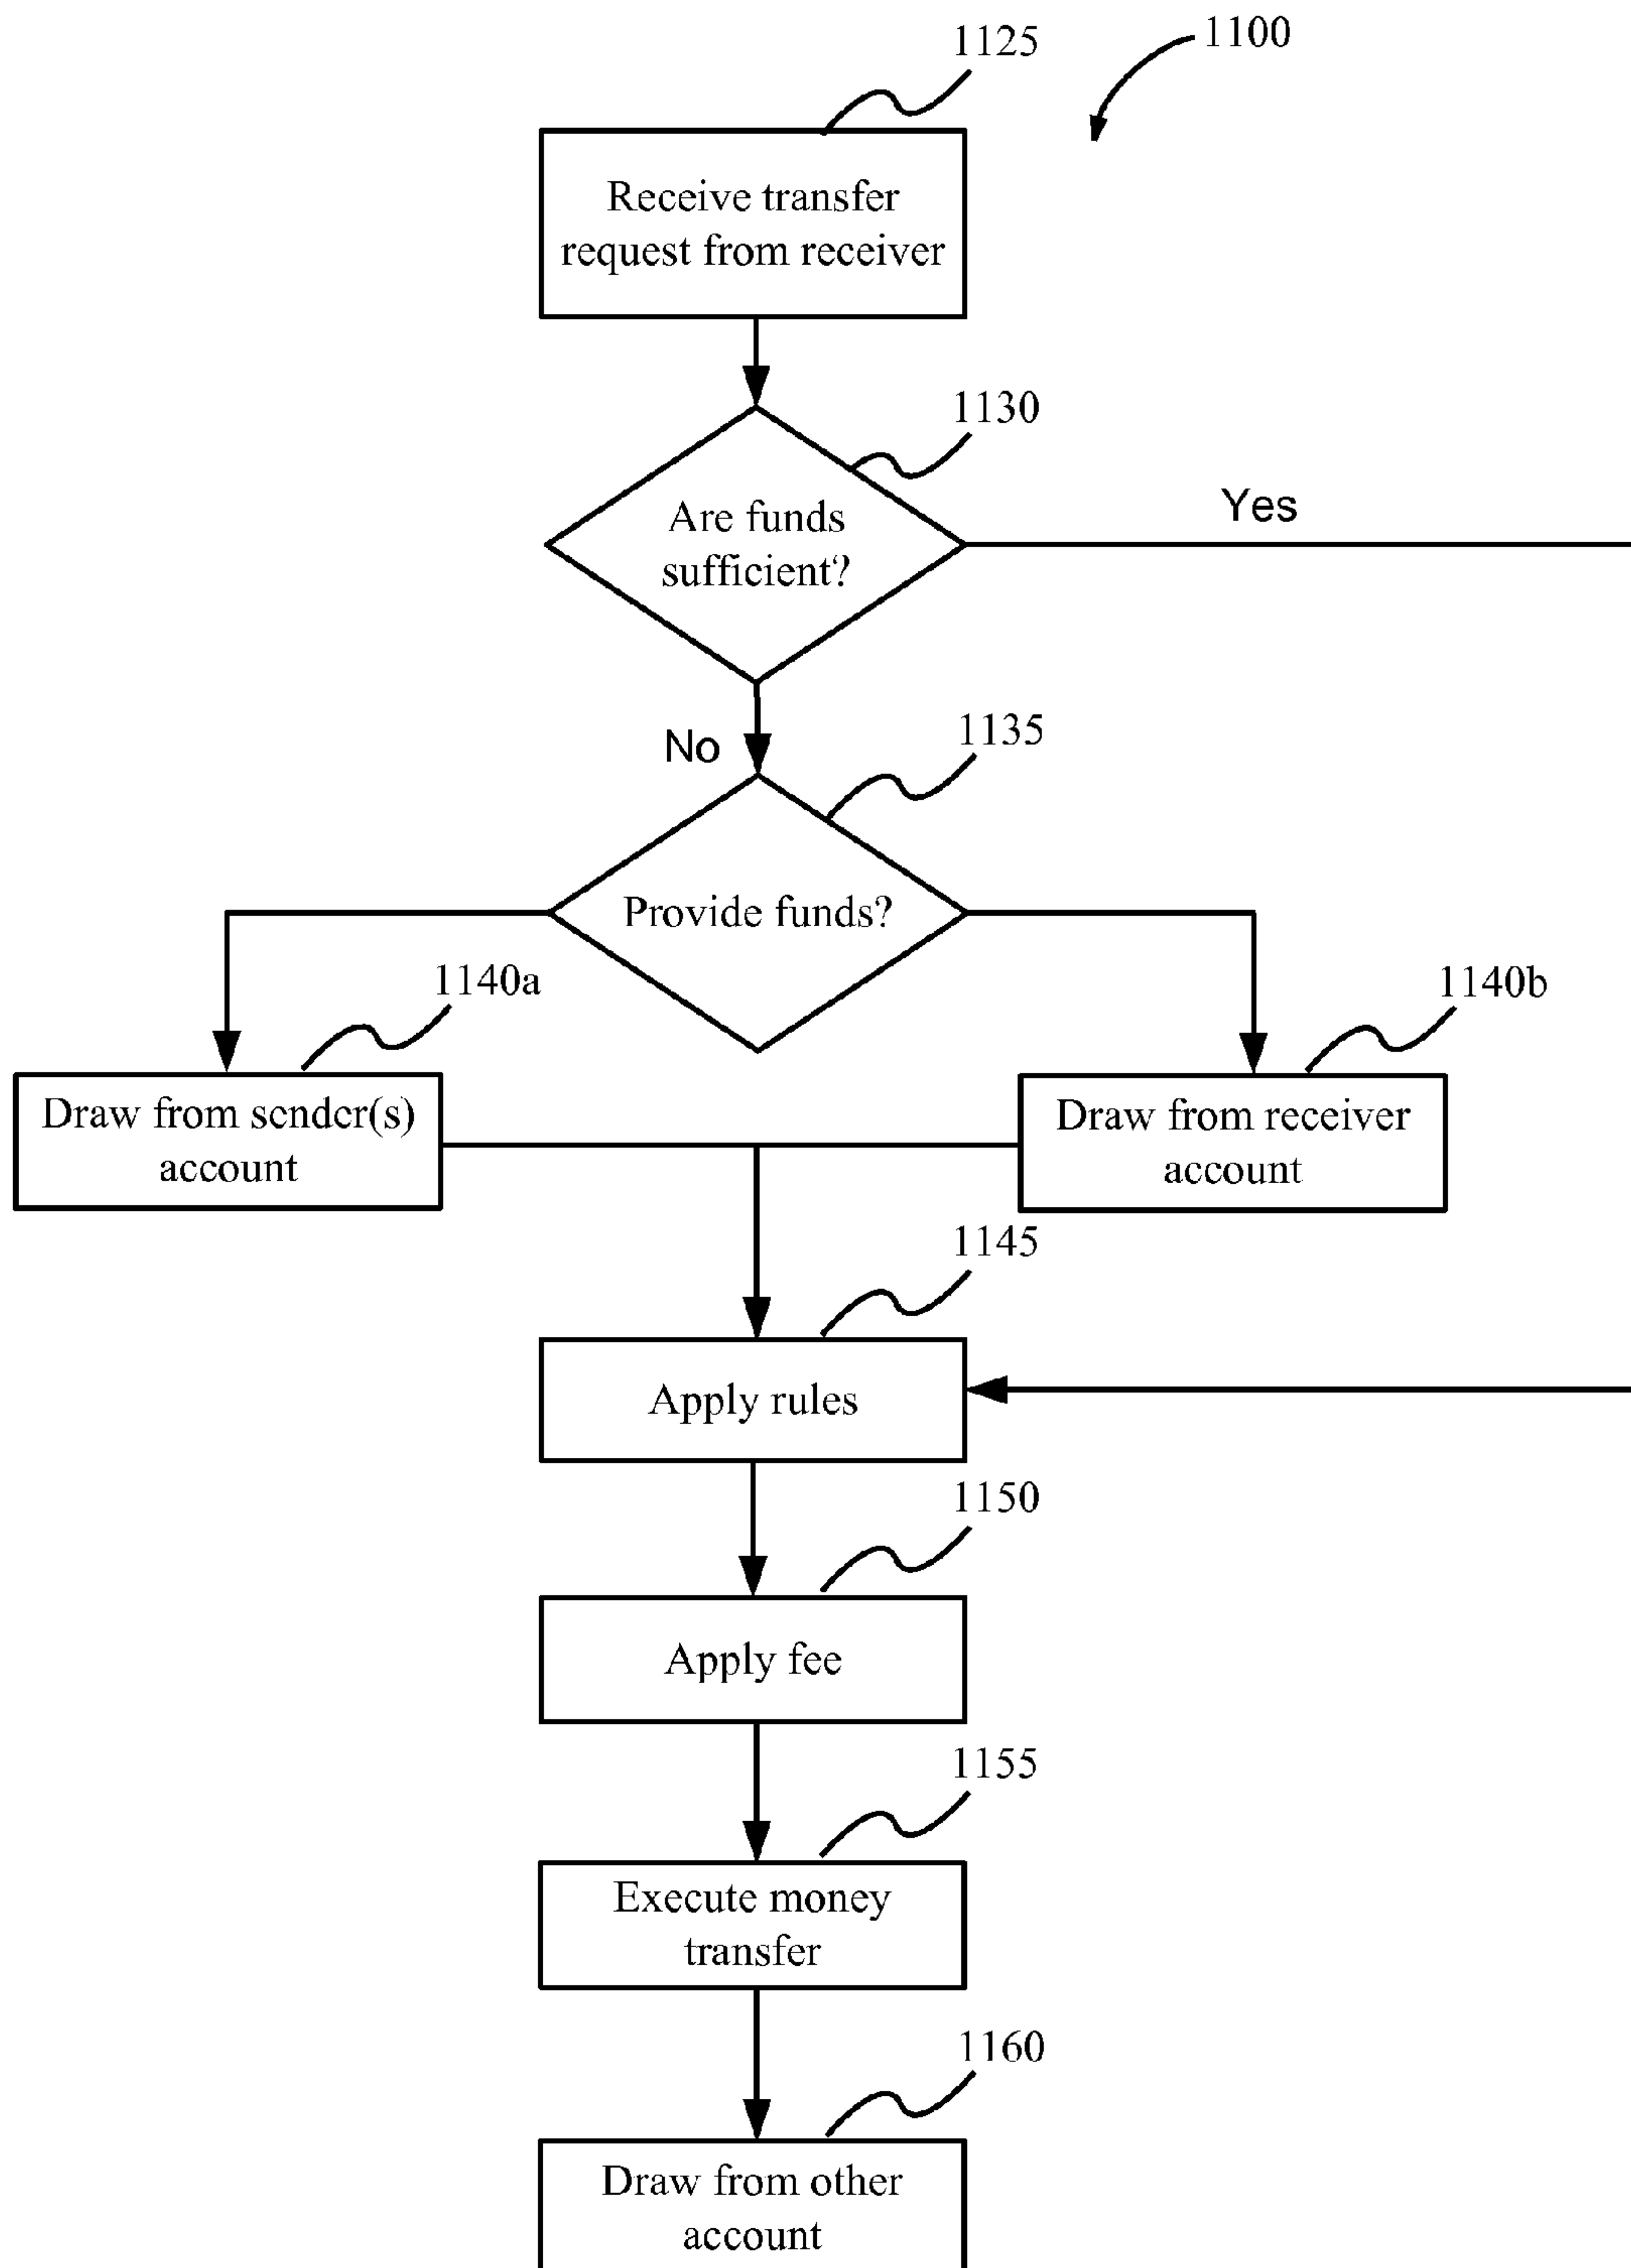 1125
1100
Receive transfer
request from receiver
1130
Are funds
sufficient?
Yes
No
1135
Provide funds?
1140a
1140b
Draw from sender(s)
account
Draw from receiver
account
1145
Apply rules
1150
Apply fee
1155
Execute money
transfer
1160
Draw from other
account